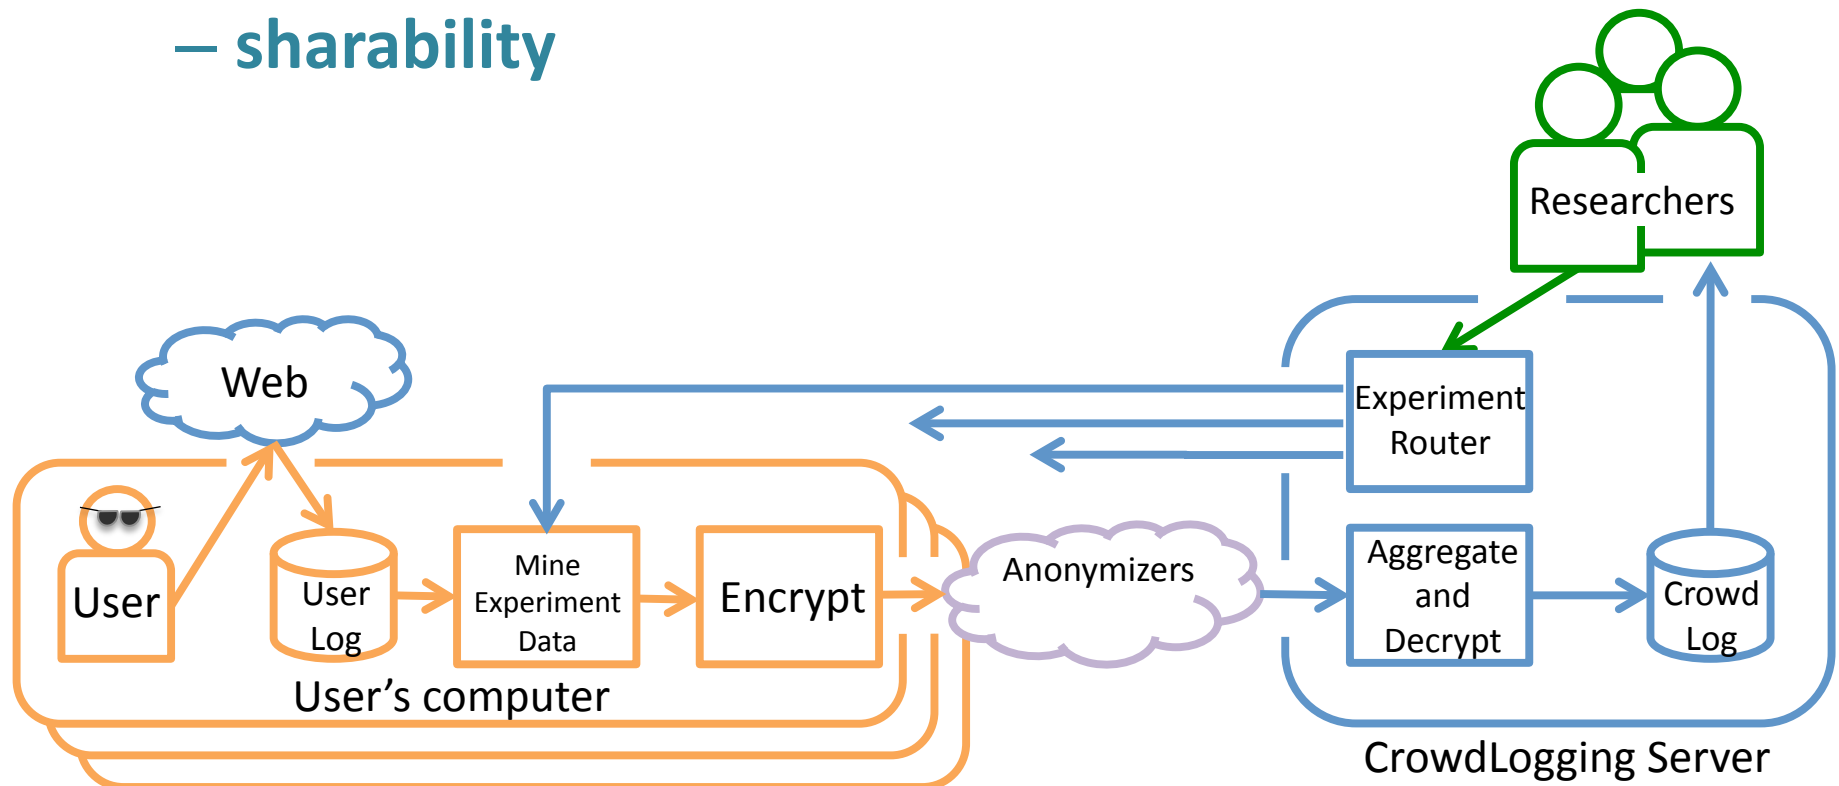 – sharability
Researchers
Web
Experiment
Router
User
User
Log
Mine
Experiment
Data
Encrypt
Anonymizers
Aggregate
and
Decrypt
Crowd
Log
User’s computer
CrowdLogging Server